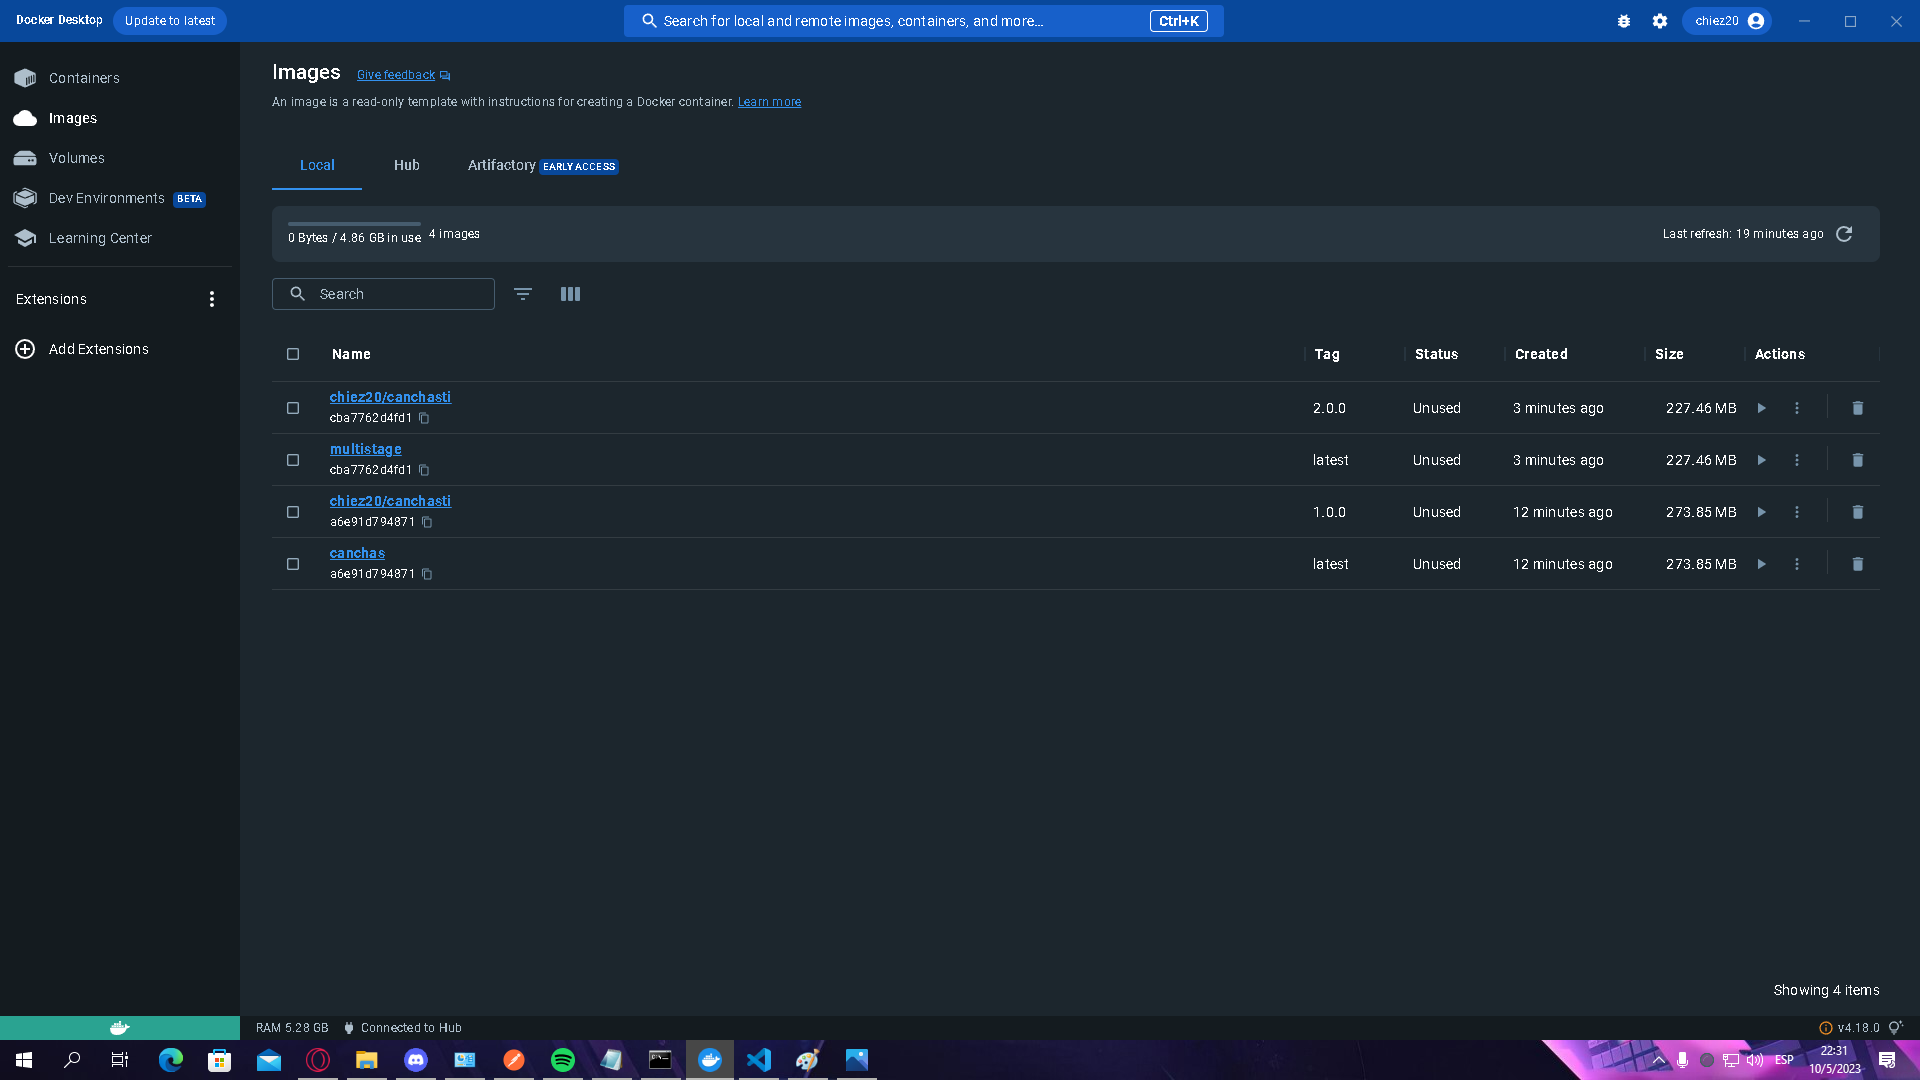 Docker Desktop Update to latest Search for local and remote images, containers, and more... Ctrl+K chiez20
Containers
Images
Volumes
Dev Environments BETA
Learning Center
Extensions
Add Extensions
Images Give feedback
An image is a read-only template with instructions for creating a Docker container. Learn more
Local Hub Artifactory EARLY ACCESS
0 Bytes / 4.86 GB in use 4 images Last refresh: 19 minutes ago
Search
Name Tag Status Created Size Actions
chiez20/canchasti
cba7762d4fd1
2.0.0 Unused 3 minutes ago 227.46 MB
multistage
cba7762d4fd1
latest Unused 3 minutes ago 227.46 MB
chiez20/canchasti
a6e91d794871
1.0.0 Unused 12 minutes ago 273.85 MB
canchas
a6e91d794871
latest Unused 12 minutes ago 273.85 MB
Showing 4 items
RAM 5.28 GB Connected to Hub v4.18.0
ESP
22:31
10/5/2023